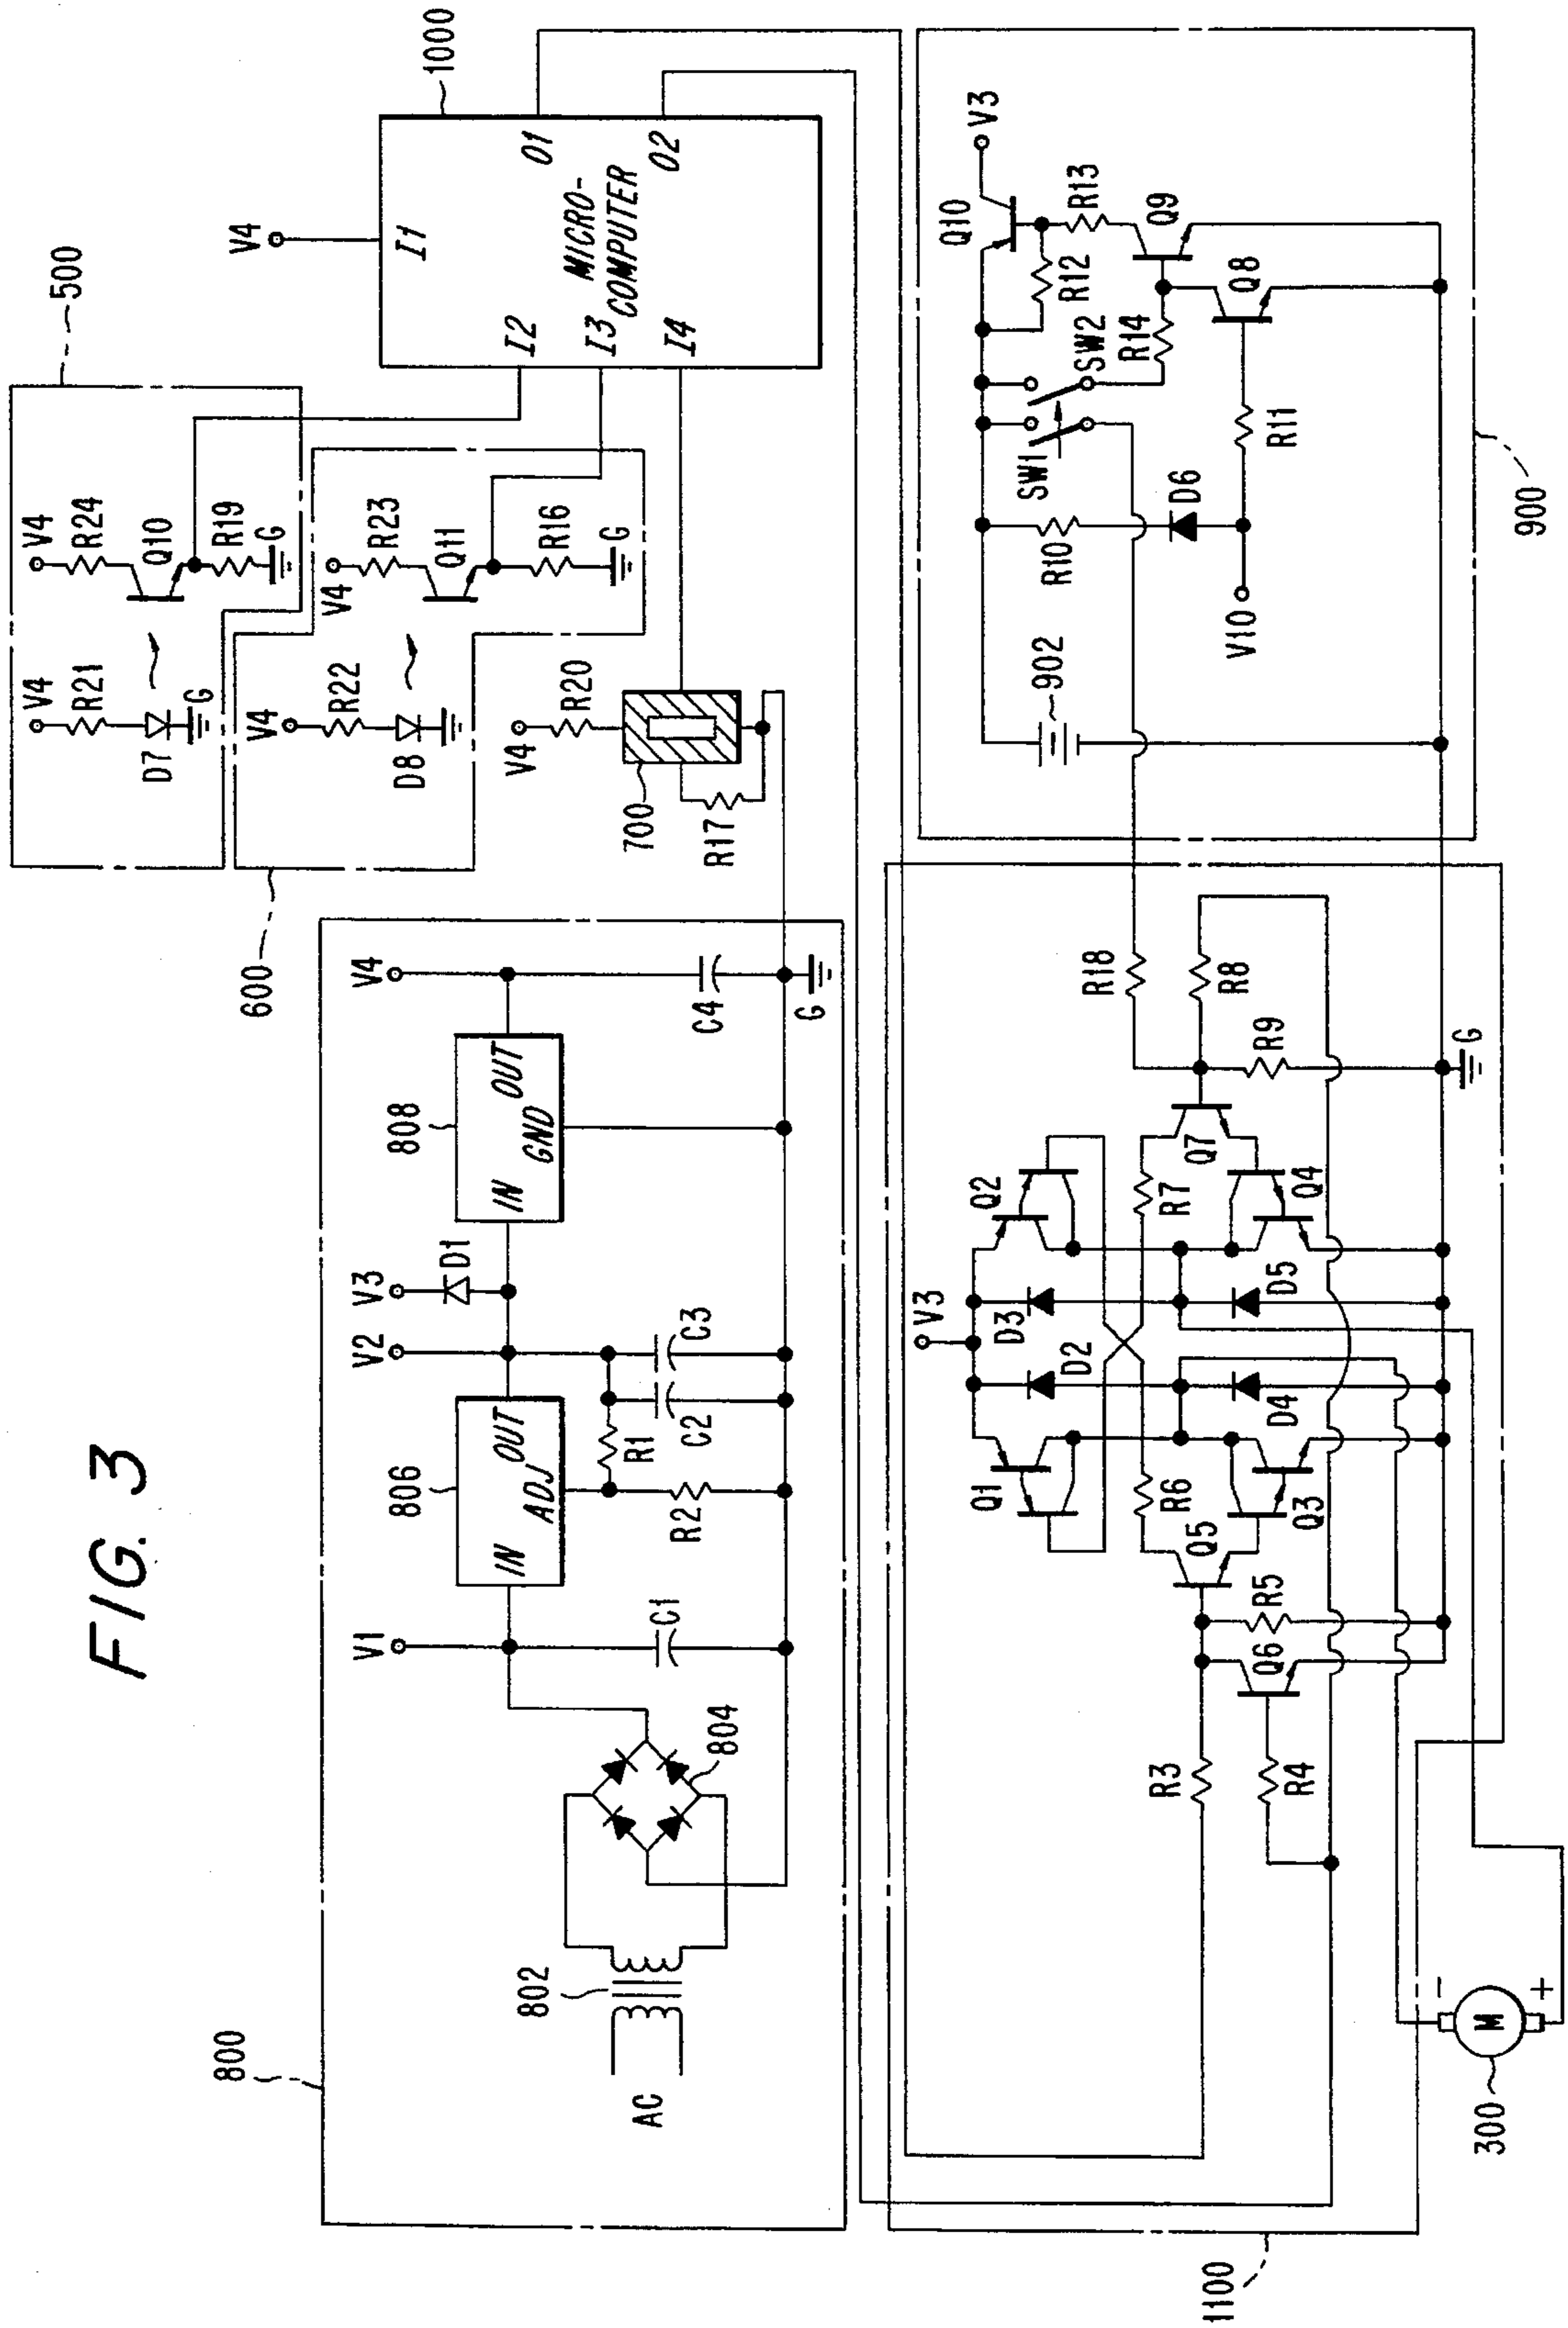 FIG. 3
800
AC
802
804
V1
C1
806
IN
OUT
ADJ
R1
R2
C2
C3
V2
V3
D1
808
IN
OUT
GND
V4
C4
G
600
500
V4
R21
D7
G
V4
R24
Q10
R19
G
V4
R22
D8
V4
R23
Q11
R16
G
V4
R20
700
R17
V4
1000
I1
I2
I3
I4
MICRO-
COMPUTER
O1
O2
1100
300
M
-
+
R3
R4
Q6
R5
Q5
R6
Q1
Q3
D2
D4
V3
D3
D5
Q2
R7
Q4
Q7
R9
R8
R18
G
900
902
V10
R10
D6
R11
SW1
SW2
R14
R12
Q8
Q9
R13
Q10
V3